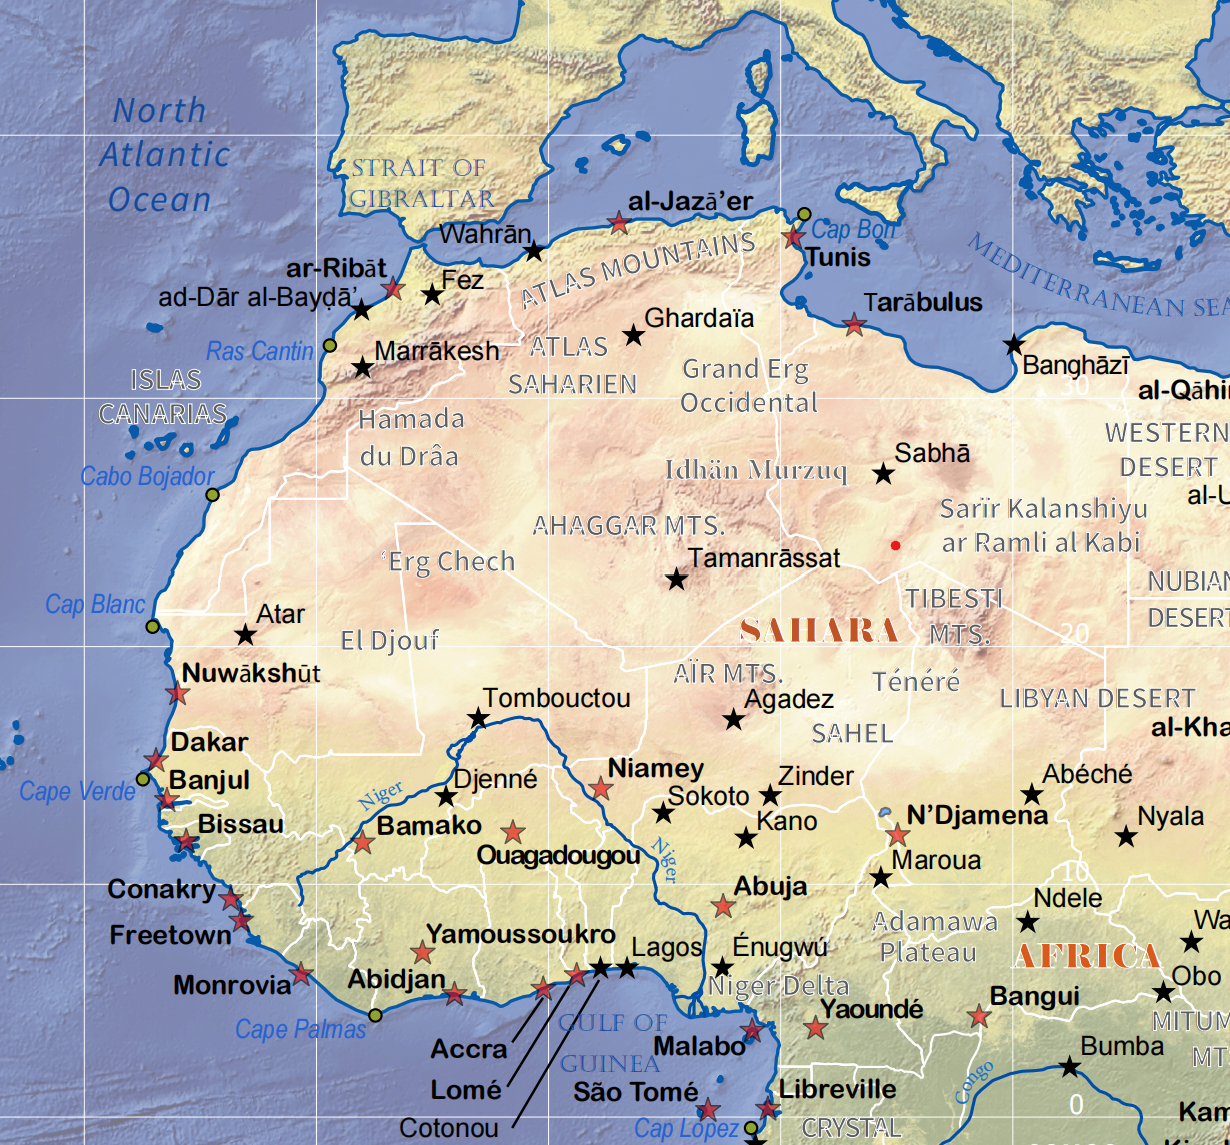 North
Atlantic
Ocean
STRAIT OF
GIBRALTAR
al-Jazā’er
Wahrān
Cap Bon
ATLAS MOUNTAINS
Tunis
MEDITERRANEAN SEA
ar-Ribāt
Fez
ad-Dār al-Bayḍā’
Tarābulus
Ghardaïa
Ras Cantin
Marrākesh
ATLAS
SAHARIEN
Banghāzī
Grand Erg
Occidental
30
al-Qāhir
ISLAS
CANARIAS
Hamada
du Drâa
WESTERN
DESERT
Idhän Murzuq
Sabhā
Cabo Bojador
al-U
Sarïr Kalanshiyu
ar Ramli al Kabi
AHAGGAR MTS.
‘Erg Chech
Tamanrāssat
NUBIAN
DESERT
TIBESTI
MTS.
Cap Blanc
Atar
SAHARA
20
El Djouf
Nuwākshūt
AÏR MTS.
Ténéré
Tombouctou
Agadez
LIBYAN DESERT
SAHEL
al-Kha
Dakar
Banjul
Cape Verde
Niger
Djenné
Niamey
Sokoto
Zinder
Abéché
Bissau
Bamako
Ouagadougou
Kano
N’Djamena
Nyala
Niger
Maroua
10
Conakry
Abuja
Ndele
Freetown
Yamoussoukro
Lagos
Énugwú
Adamawa
Plateau
AFRICA
Wa
Monrovia
Abidjan
Niger Delta
Obo
Bangui
Cape Palmas
GULF OF
GUINEA
Yaoundé
MITUM
MT
Accra
Malabo
Bumba
Lomé
São Tomé
Libreville
Congo
0
Cotonou
Cap Lopez
CRYSTAL
Kam